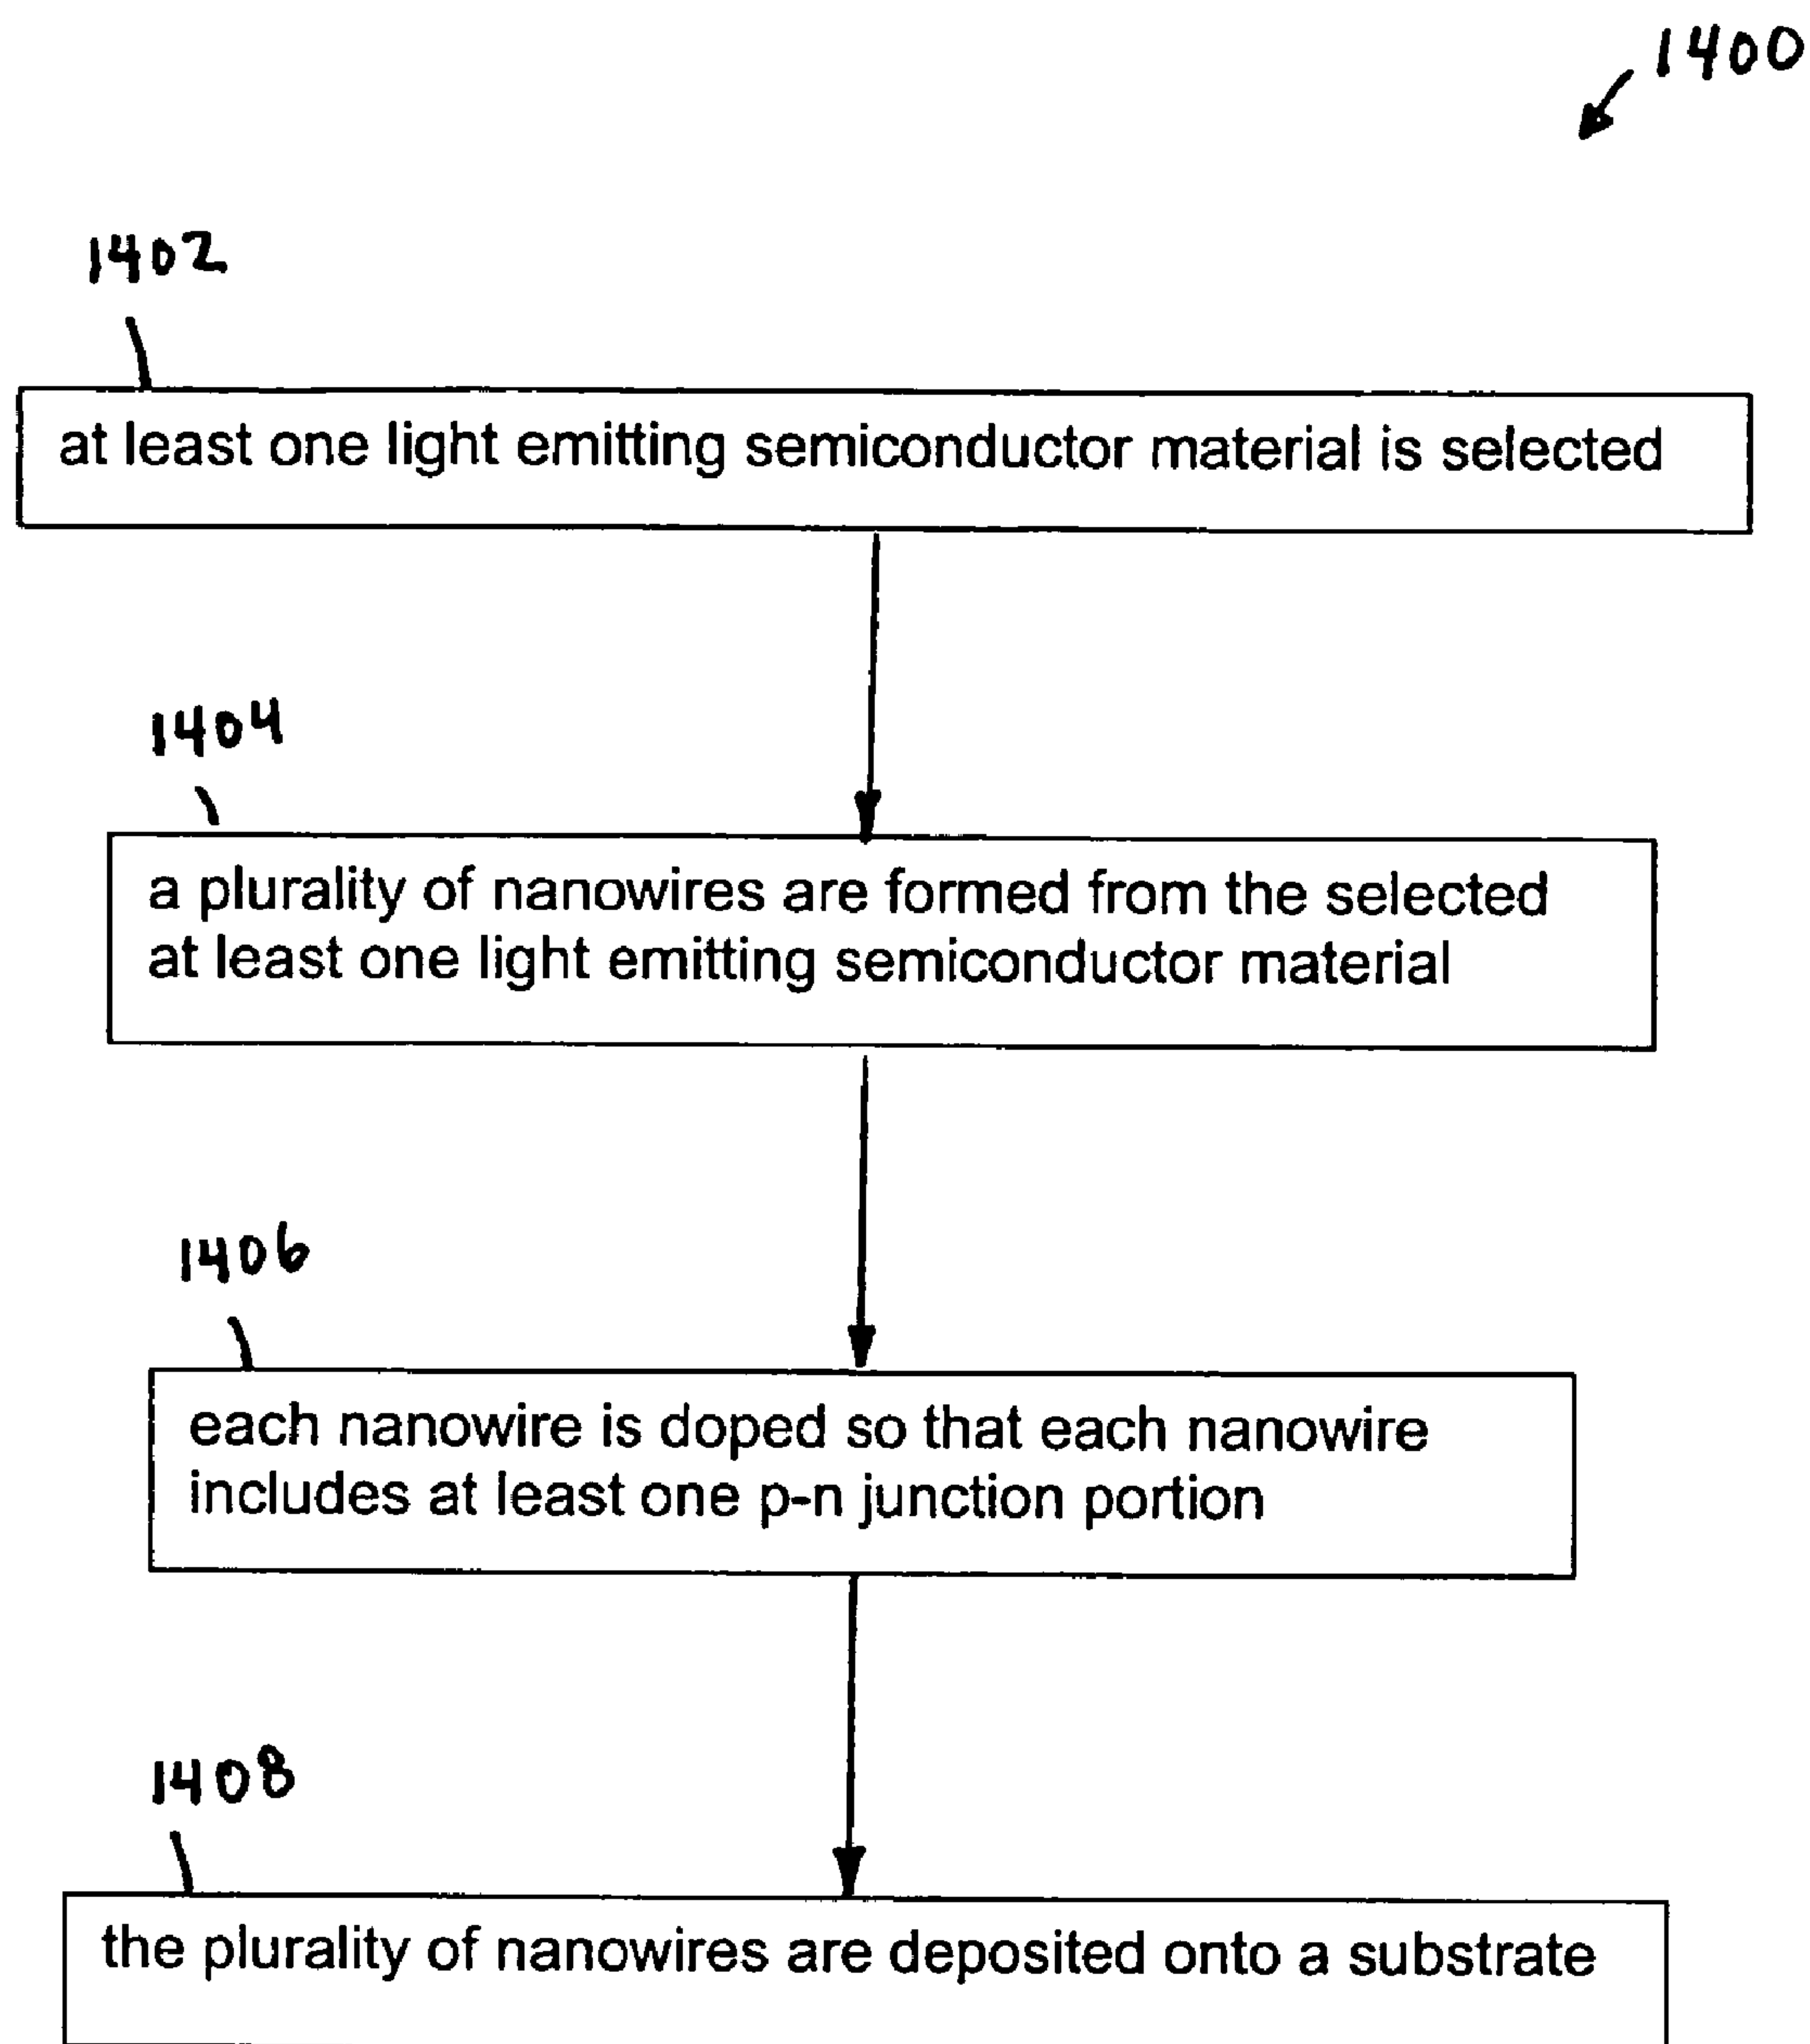 1400
1402
at least one light emitting semiconductor material is selected
1404
a plurality of nanowires are formed from the selected
at least one light emitting semiconductor material
1406
each nanowire is doped so that each nanowire
includes at least one p-n junction portion
1408
the plurality of nanowires are deposited onto a substrate